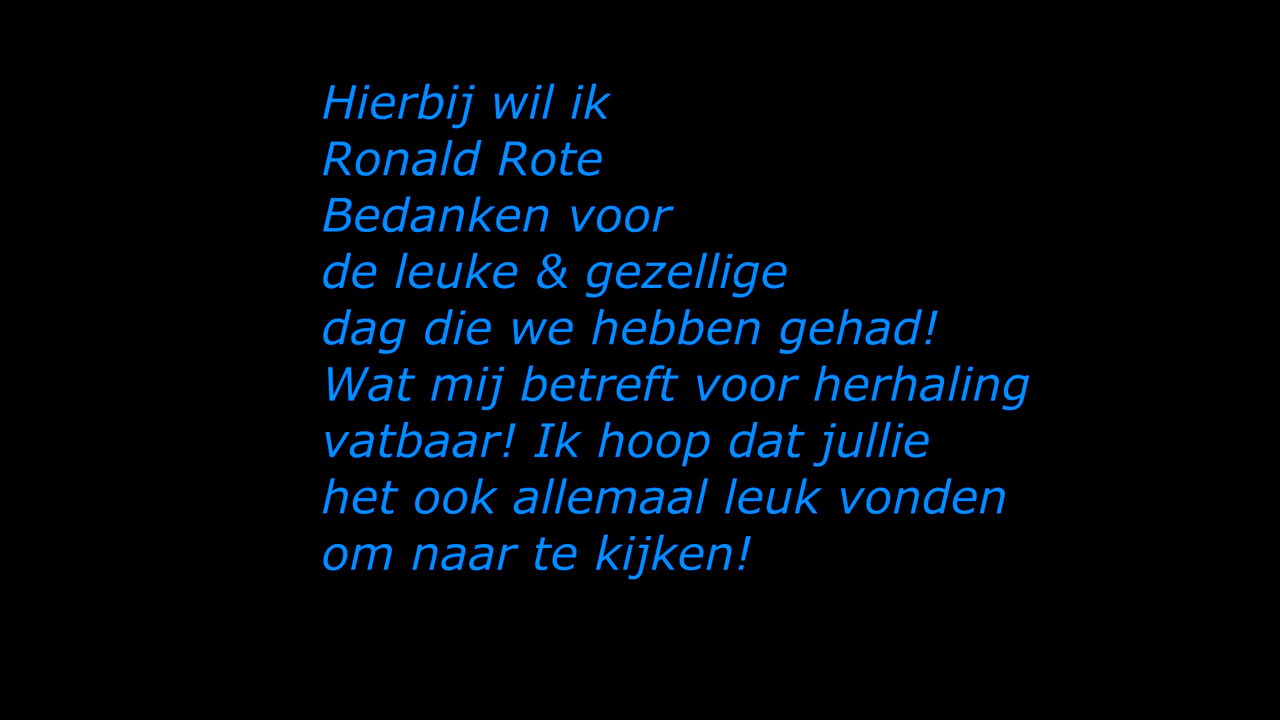 Hierbij wil ik
Ronald Rote
Bedanken voor
de leuke & gezellige
dag die we hebben gehad!
Wat mij betreft voor herhaling
vatbaar! Ik hoop dat jullie
het ook allemaal leuk vonden
om naar te kijken!